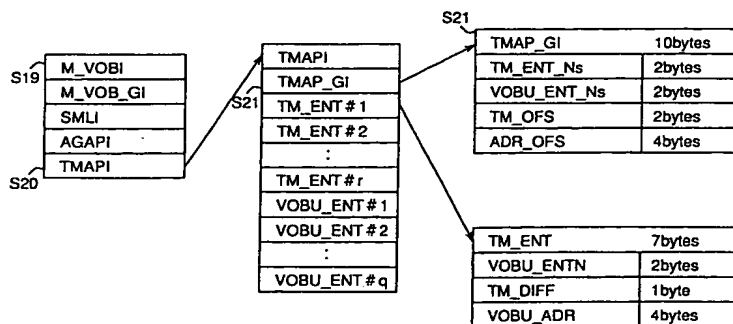 S19
M_VOBI
M_VOB_GI
SMLI
AGAPI
TMAPI
S20
TMAPI
TMAP_GI
S21
TM_ENT#1
TM_ENT#2
:
TM_ENT#r
VOBU_ENT#1
VOBU_ENT#2
:
VOBU_ENT#q
S21
TMAP_GI 10bytes
TM_ENT_Ns 2bytes
VOBU_ENT_Ns 2bytes
TM_OFS 2bytes
ADR_OFS 4bytes
TM_ENT 7bytes
VOBU_ENTN 2bytes
TM_DIFF 1byte
VOBU_ADR 4bytes